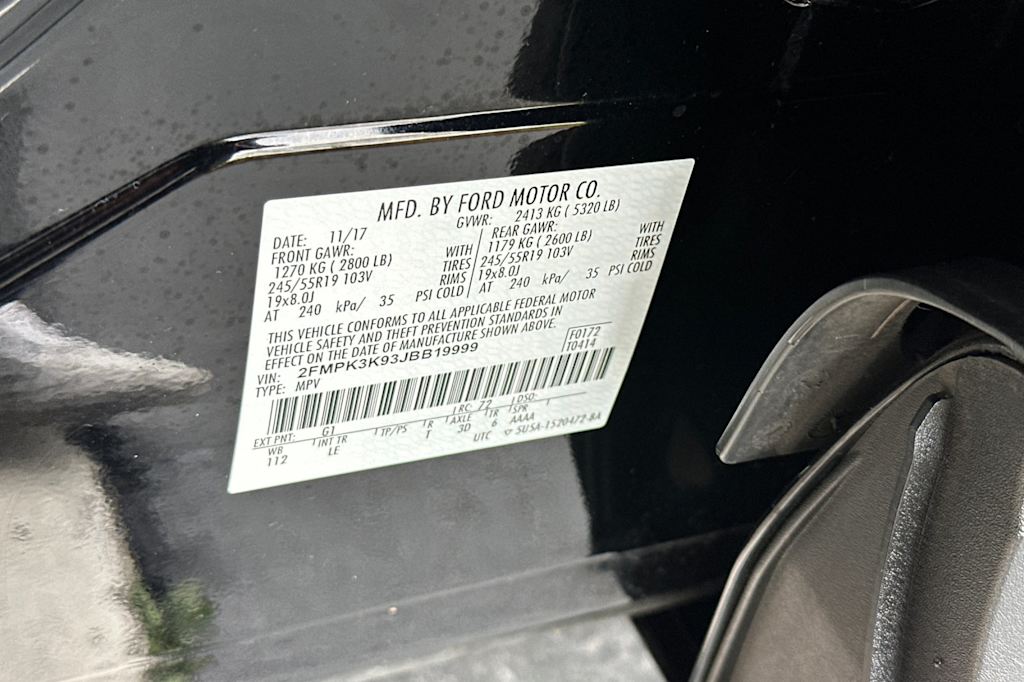 MFD. BY FORD MOTOR CO.
DATE: 11/17 GVWR: 2413 KG ( 5320 LB)
FRONT GAWR: WITH REAR GAWR: WITH
1270 KG ( 2800 LB) TIRES 1179 KG ( 2600 LB) TIRES
245/55R19 103V RIMS 245/55R19 103V RIMS
19x8.0J 19x8.0J
AT 240 kPa/ 35 PSI COLD AT 240 kPa/ 35 PSI COLD
THIS VEHICLE CONFORMS TO ALL APPLICABLE FEDERAL MOTOR
VEHICLE SAFETY AND THEFT PREVENTION STANDARDS IN
EFFECT ON THE DATE OF MANUFACTURE SHOWN ABOVE.
VIN: 2FMPK3K93JBB19999 F0172
TYPE: MPV T0414
EXT PNT: G1 RC: 72 DSO:
WB INT TR TP/PS R AXLE TR SPR
112 LE T 3D 6 AAAA
UTC 5USA-1520472-BA